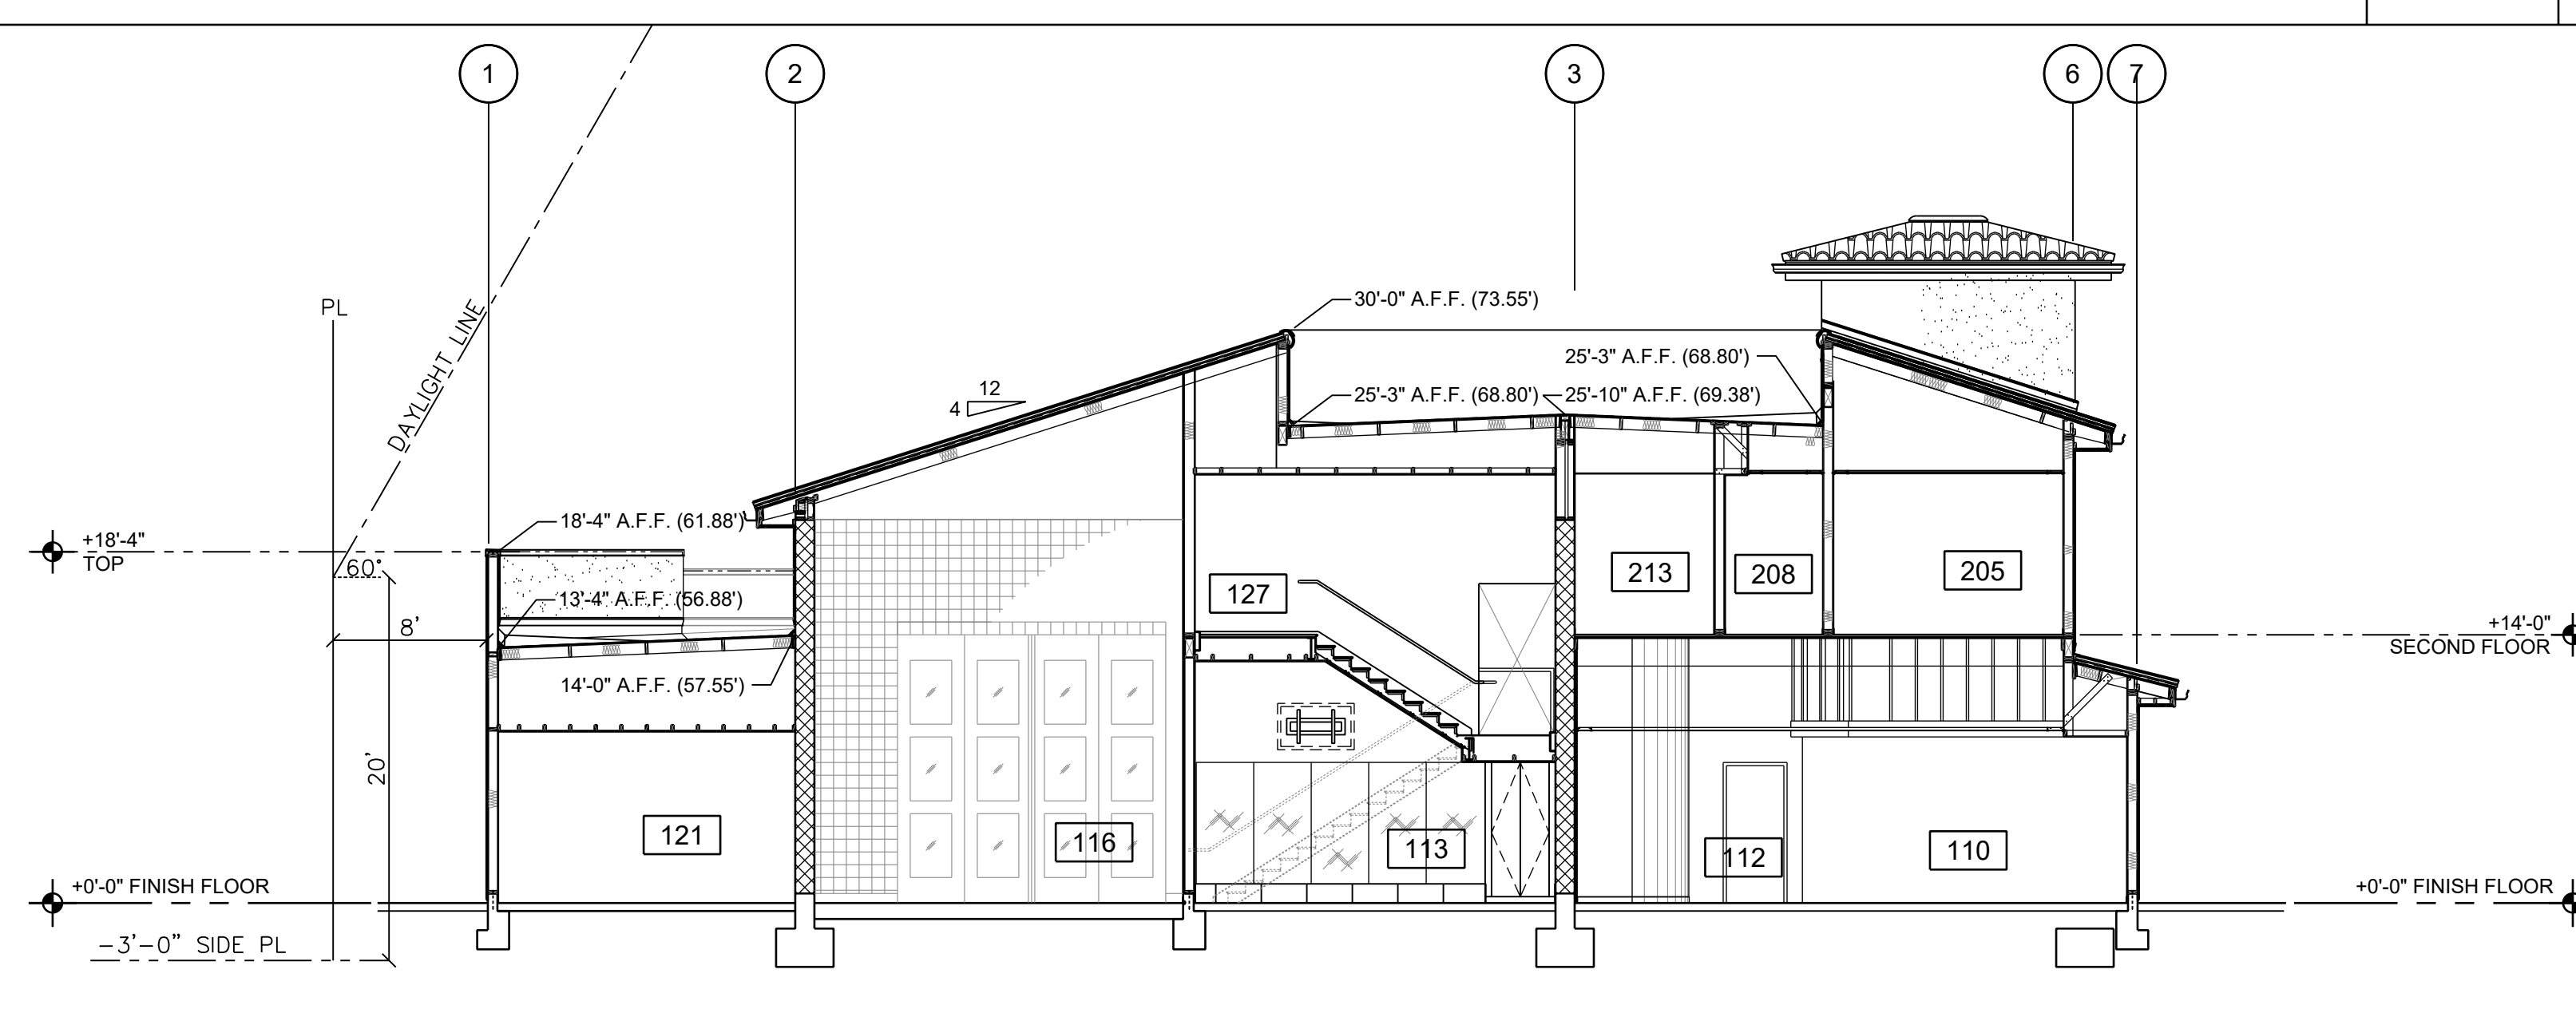 1
2
3
6
7
DAYLIGHT LINE
PL
30'-0" A.F.F. (73.55')
25'-3" A.F.F. (68.80')
12
4
25'-3" A.F.F. (68.80')
25'-10" A.F.F. (69.38')
18'-4" A.F.F. (61.88')
+18'-4"
TOP
60°
213
208
205
127
13'-4" A.F.F. (56.88')
8'
+14'-0"
SECOND FLOOR
14'-0" A.F.F. (57.55')
20'
121
116
113
112
110
+0'-0" FINISH FLOOR
+0'-0" FINISH FLOOR
-3'-0" SIDE PL